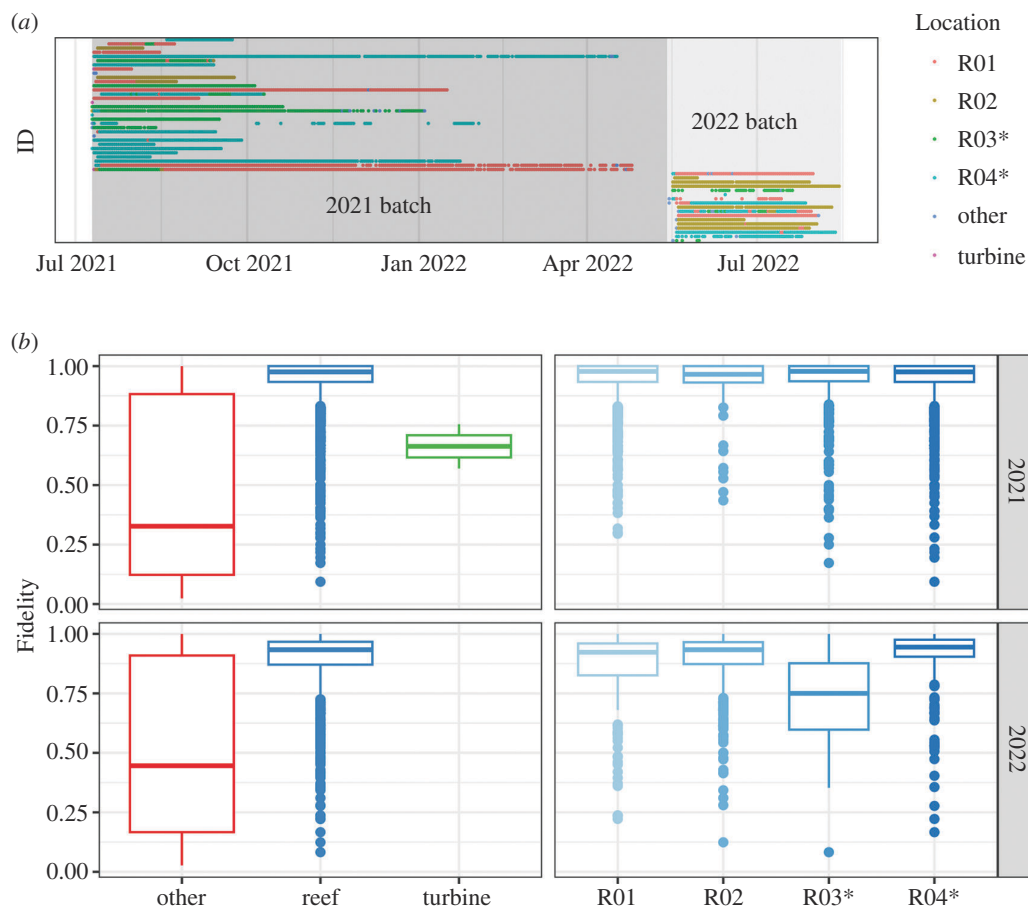 (a)
Location
R01
R02
R03*
R04*
other
turbine
ID
2022 batch
2021 batch
Jul 2021 Oct 2021 Jan 2022 Apr 2022 Jul 2022
(b)
Fidelity
1.00
0.75
0.50
0.25
0.00
2021
1.00
0.75
0.50
0.25
0.00
2022
other reef turbine R01 R02 R03* R04*